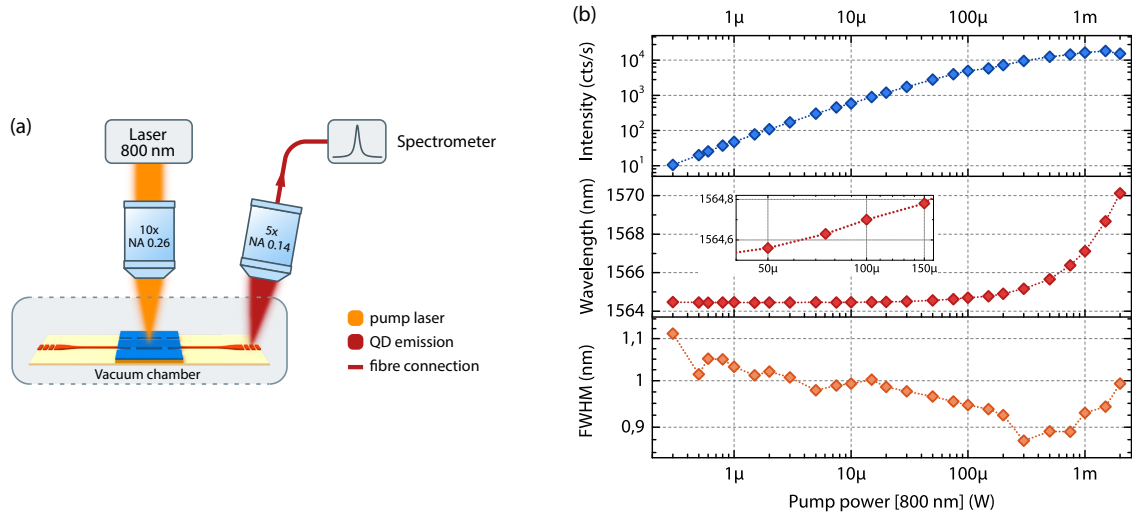 (a)
Laser
800 nm
10x
NA 0.26
5x
NA 0.14
Spectrometer
pump laser
QD emission
fibre connection
Vacuum chamber
(b)
1µ 10µ 100µ 1m
Intensity (cts/s)
10⁴
10³
10²
10¹
Wavelength (nm)
1570
1568
1566
1564
1564,8
1564,6
50µ 100µ 150µ
FWHM (nm)
1,1
1
0,9
1µ 10µ 100µ 1m
Pump power [800 nm] (W)